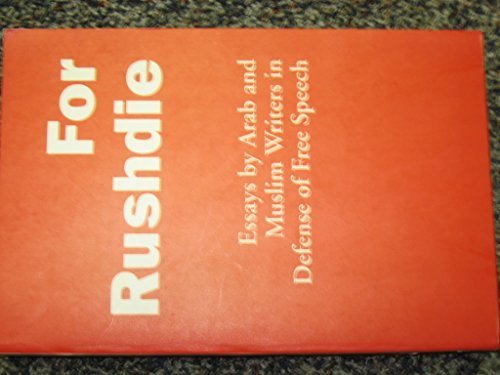 For
Rushdie
Essays by Arab and
Muslim Writers in
Defense of Free Speech